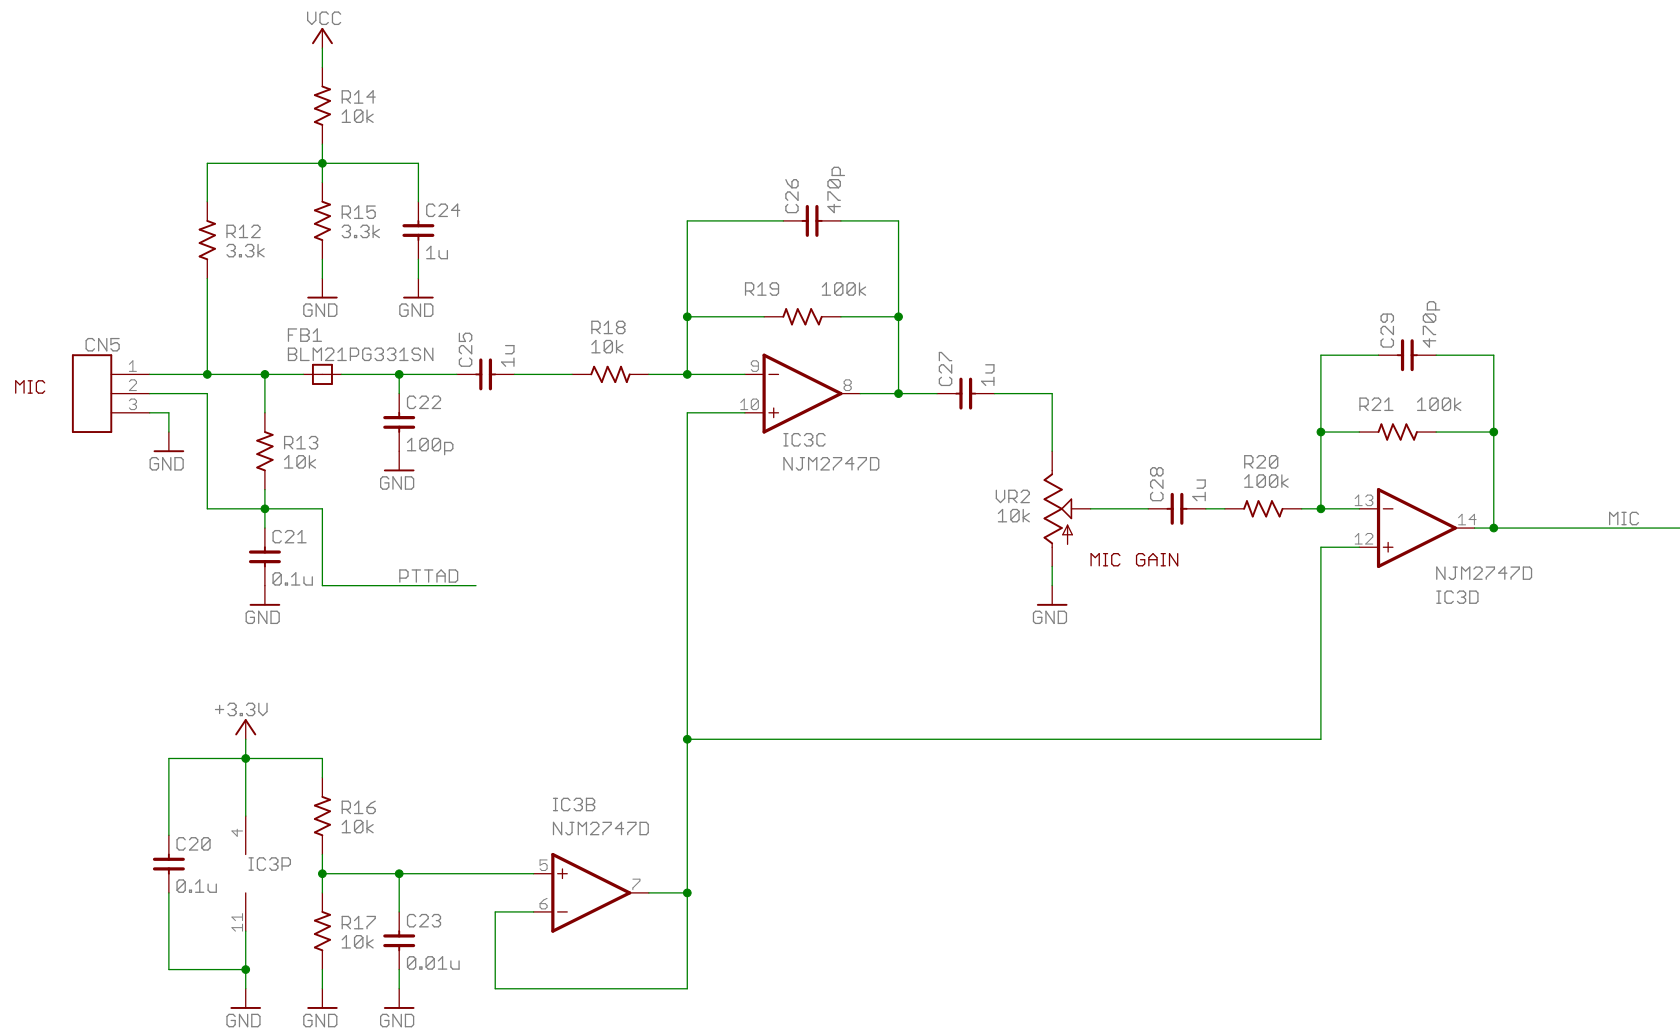 VCC
R14
10k
R12
3.3k
R15
3.3k
C24
1u
GND
GND
C26
470p
R19
100k
FB1
BLM21PG331SN
C25
1u
R18
10k
CN5
MIC
1
2
3
GND
C22
100p
GND
R13
10k
C21
0.1u
GND
PTTAD
9
10
8
IC3C
NJM2747D
C27
1u
VR2
10k
MIC GAIN
GND
C28
1u
R20
100k
C29
470p
R21
100k
13
12
14
MIC
NJM2747D
IC3D
+3.3V
C20
0.1u
4
IC3P
11
GND
R16
10k
R17
10k
GND
C23
0.01u
GND
IC3B
NJM2747D
5
6
7